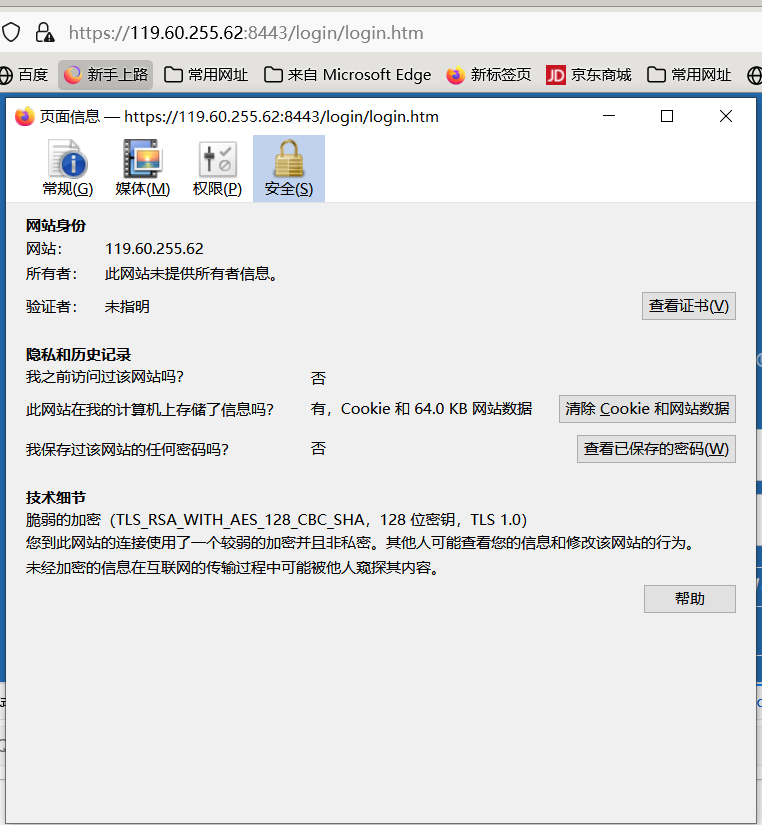 https://119.60.255.62:8443/login/login.htm
百度 新手上路 常用网址 来自 Microsoft Edge 新标签页 JD 京东商城 常用网址
页面信息 — https://119.60.255.62:8443/login/login.htm
常规(G) 媒体(M) 权限(P) 安全(S)
网站身份
网站： 119.60.255.62
所有者： 此网站未提供所有者信息。
验证者： 未指明 查看证书(V)
隐私和历史记录
我之前访问过该网站吗？ 否
此网站在我的计算机上存储了信息吗？ 有，Cookie 和 64.0 KB 网站数据 清除 Cookie 和网站数据
我保存过该网站的任何密码吗？ 否 查看已保存的密码(W)
技术细节
脆弱的加密（TLS_RSA_WITH_AES_128_CBC_SHA，128 位密钥，TLS 1.0）
您到此网站的连接使用了一个较弱的加密并且非私密。其他人可能查看您的信息和修改该网站的行为。
未经加密的信息在互联网的传输过程中可能被他人窥探其内容。
帮助